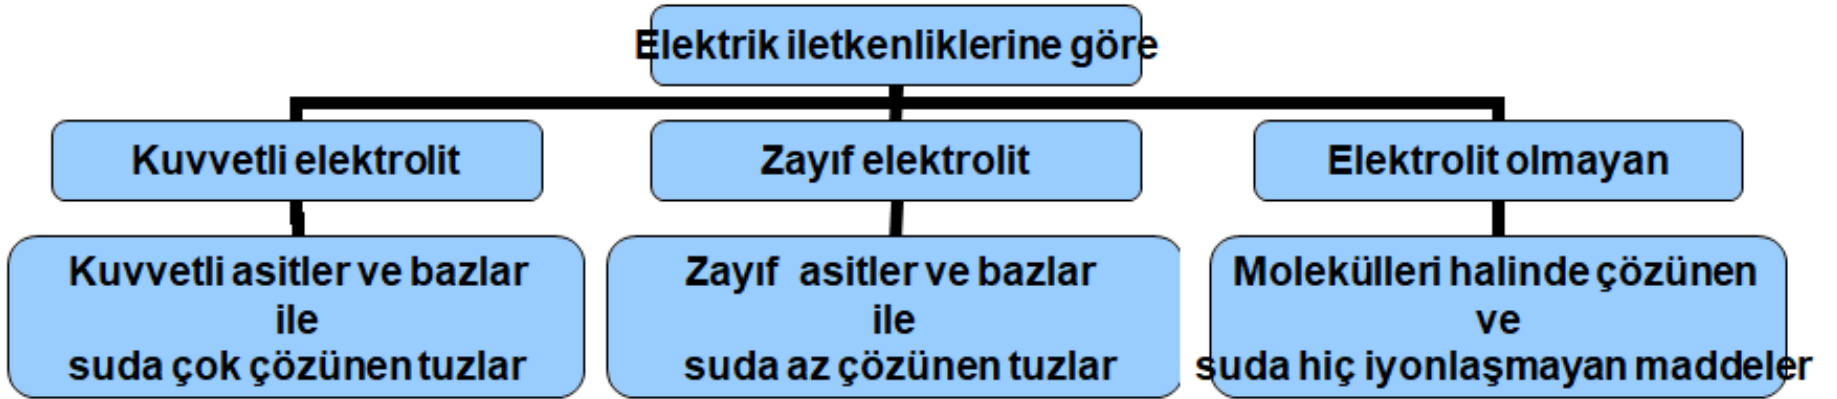 Elektrik iletkenliklerine göre
Kuvvetli elektrolit
Zayıf elektrolit
Elektrolit olmayan
Kuvvetli asitler ve bazlar
ile
suda çok çözünen tuzlar
Zayıf asitler ve bazlar
ile
suda az çözünen tuzlar
Molekülleri halinde çözünen
ve
suda hiç iyonlaşmayan maddeler